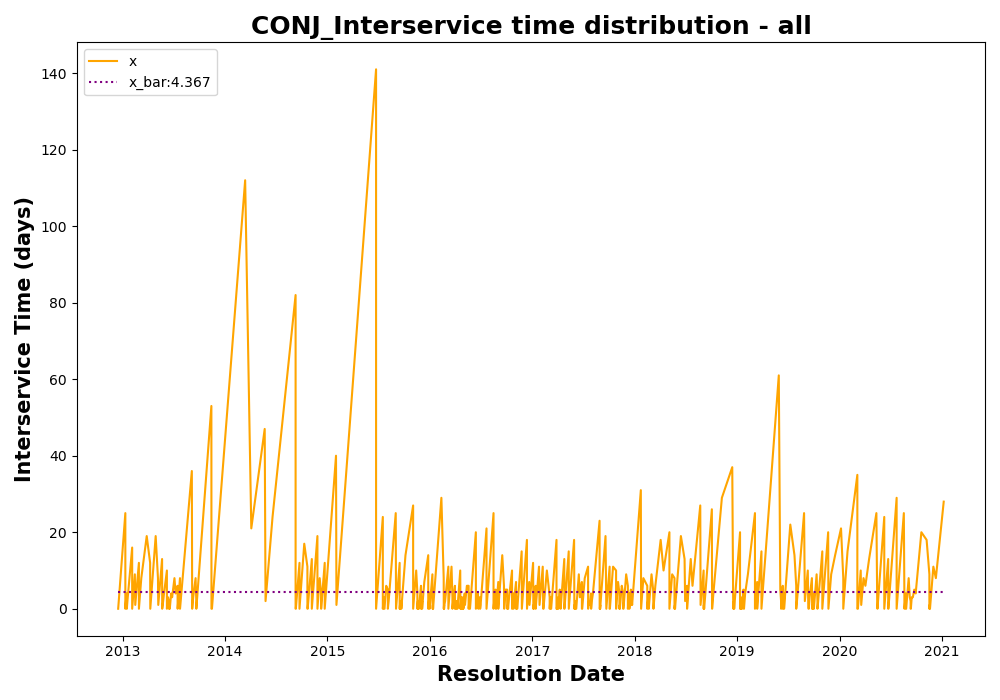 CONJ_Interservice time distribution - all
x
x_bar:4.367
Interservice Time (days)
140
120
100
80
60
40
20
0
2013 2014 2015 2016 2017 2018 2019 2020 2021
Resolution Date